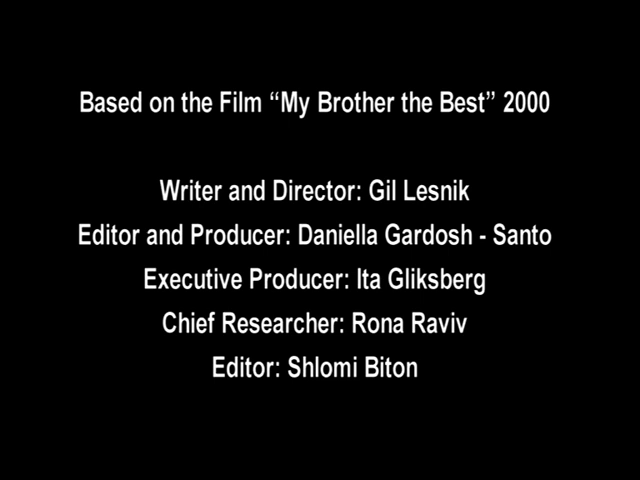 Based on the Film “My Brother the Best” 2000
Writer and Director: Gil Lesnik
Editor and Producer: Daniella Gardosh - Santo
Executive Producer: Ita Gliksberg
Chief Researcher: Rona Raviv
Editor: Shlomi Biton